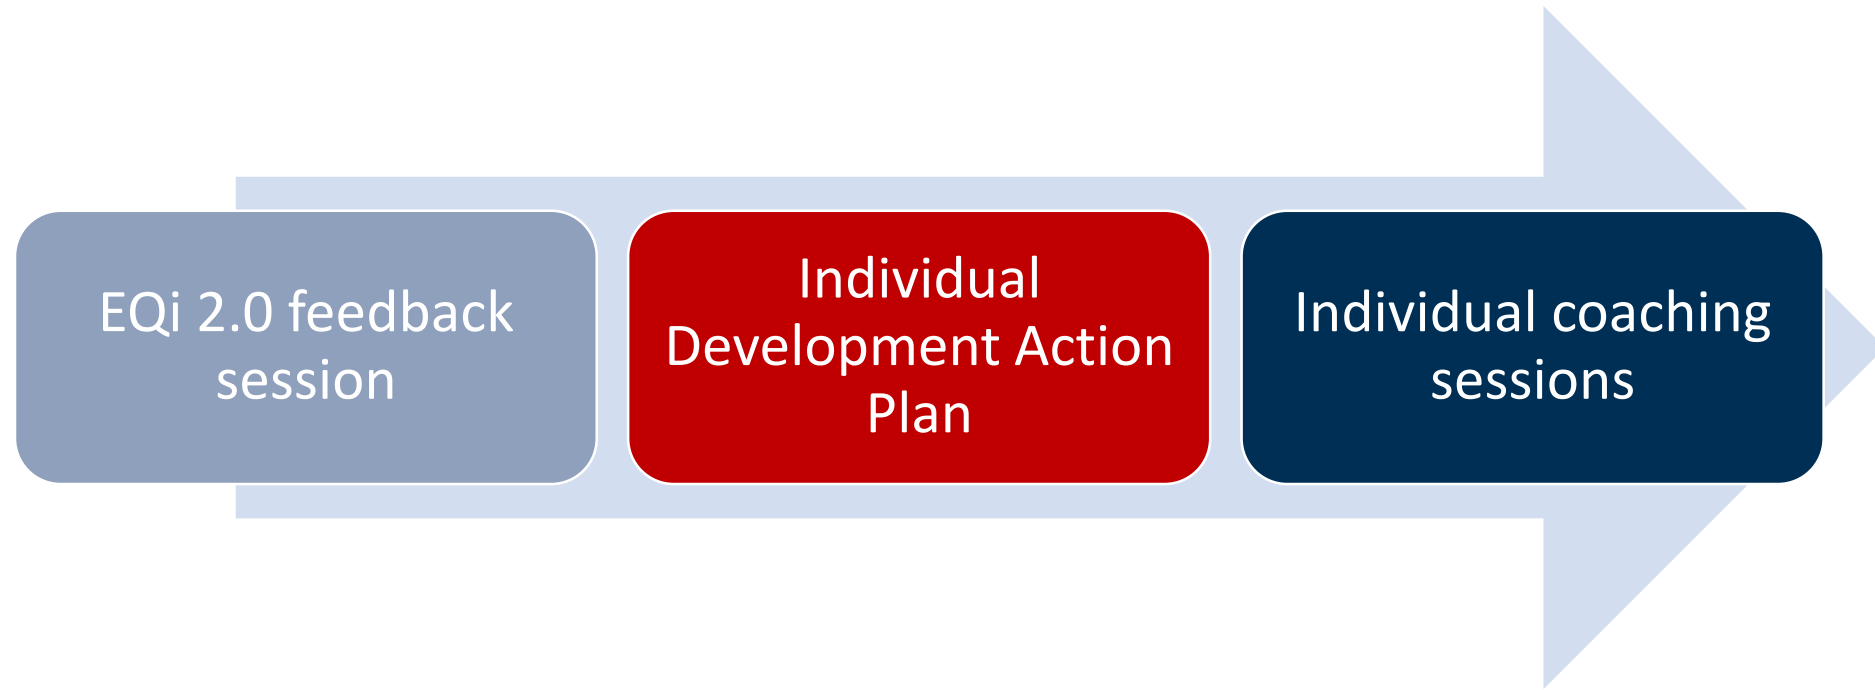 EQi 2.0 feedback
session
Individual
Development Action
Plan
Individual coaching
sessions